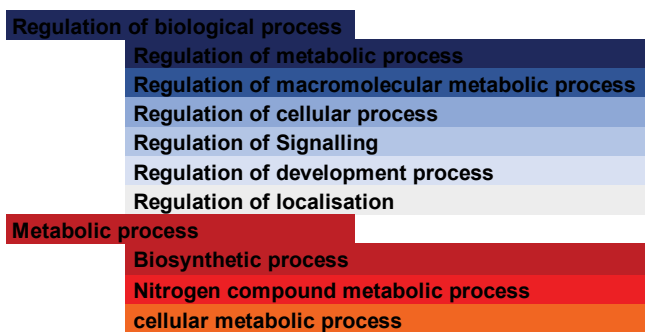 Regulation of biological process
Regulation of metabolic process
Regulation of macromolecular metabolic process
Regulation of cellular process
Regulation of Signalling
Regulation of development process
Regulation of localisation
Metabolic process
Biosynthetic process
Nitrogen compound metabolic process
cellular metabolic process